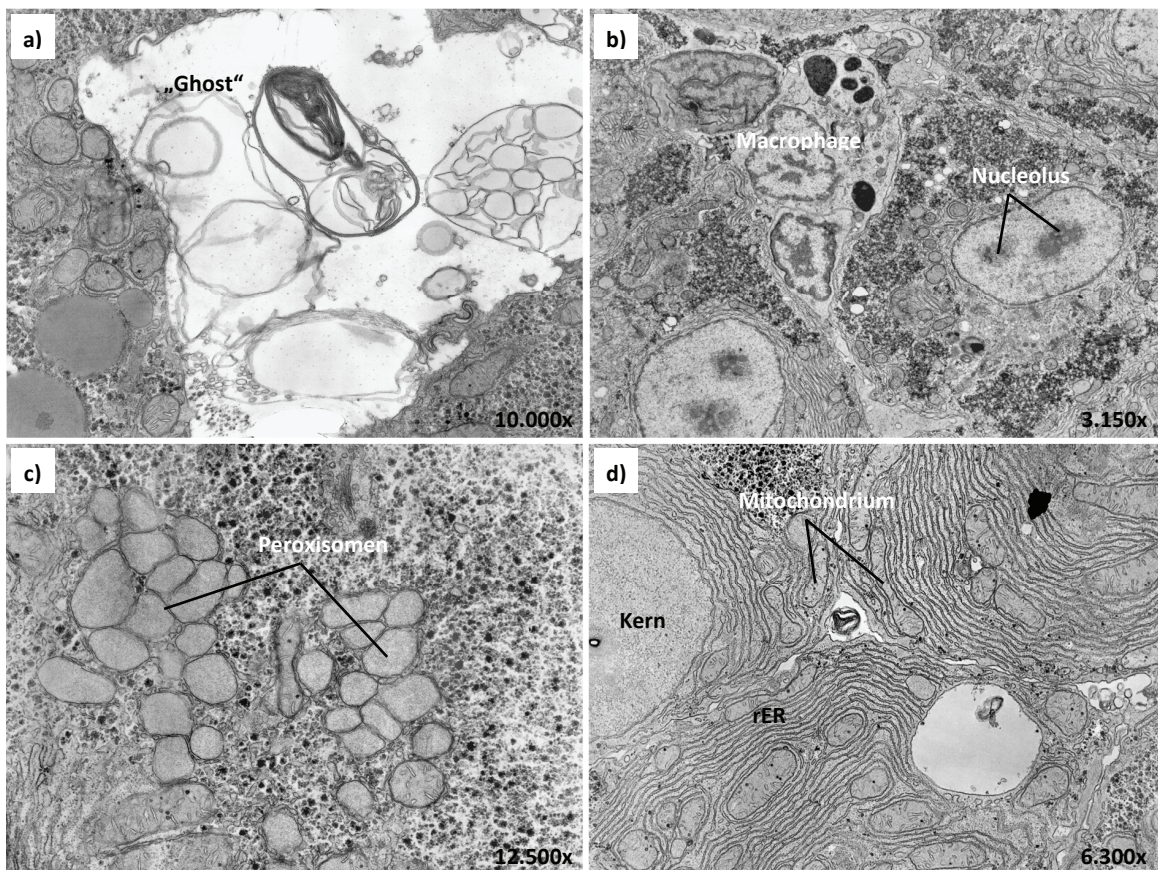 a)
„Ghost“
10.000x
b)
Macrophage
Nucleolus
3.150x
c)
Peroxisomen
12.500x
d)
Mitochondrium
Kern
rER
6.300x